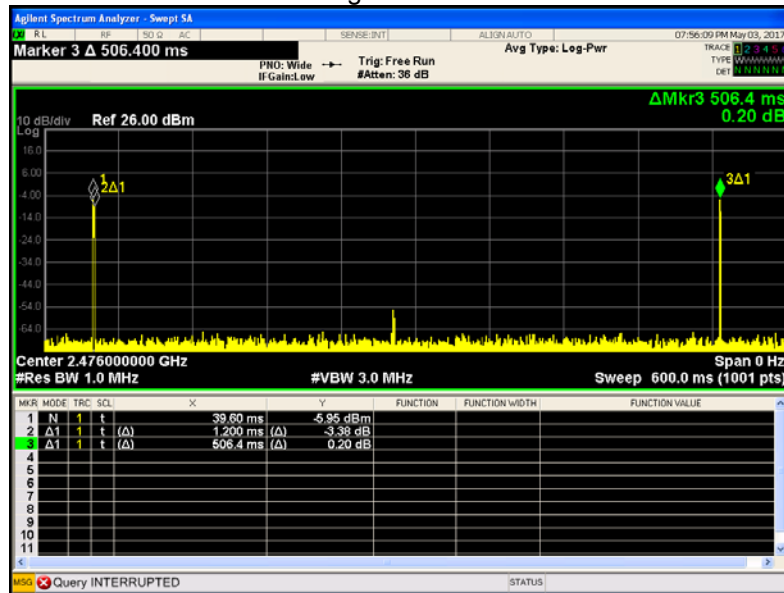 Agilent Spectrum Analyzer - Swept SA
RL RF 50 Ω AC SENSE:INT ALIGN AUTO 07:56:09 PM May 03, 2017
Marker 3 Δ 506.400 ms
PNO: Wide Trig: Free Run Avg Type: Log-Pwr TRACE 1 2 3 4 5
IFGain:Low #Atten: 36 dB TYPE
DET N N N N N
ΔMkr3 506.4 ms
0.20 dB
10 dB/div Ref 26.00 dBm
Log
16.0
6.00
1
2Δ1
3Δ1
-4.00
-14.0
-24.0
-34.0
-44.0
-54.0
-64.0
Center 2.476000000 GHz Span 0 Hz
#Res BW 1.0 MHz #VBW 3.0 MHz Sweep 600.0 ms (1001 pts)
MKR MODE TRC SCL X Y FUNCTION FUNCTION WIDTH FUNCTION VALUE
1 N 1 t 39.60 ms -5.95 dBm
2 Δ1 1 t (Δ) 1.200 ms (Δ) -3.38 dB
3 Δ1 1 t (Δ) 506.4 ms (Δ) 0.20 dB
4
5
6
7
8
9
10
11
MSG Query INTERRUPTED STATUS